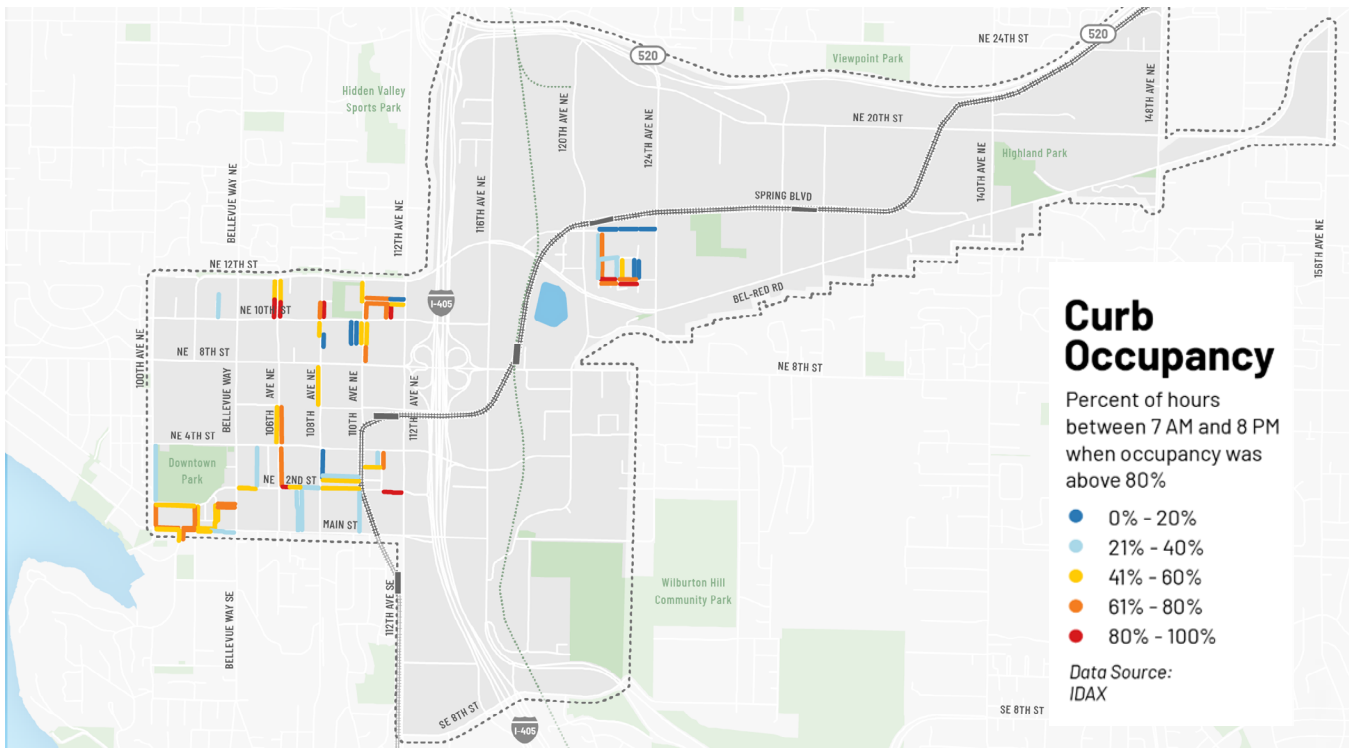 520
NE 24TH ST
520
Viewpoint Park
Hidden Valley
Sports Park
148TH AVE NE
120TH AVE NE
124TH AVE NE
NE 20TH ST
140TH AVE NE
Highland Park
BELLEVUE WAY NE
116TH AVE NE
112TH AVE NE
SPRING BLVD
156TH AVE NE
NE 12TH ST
BEL-RED RD
I-405
NE 10TH ST
100TH AVE NE
NE 8TH ST
NE 8TH ST
BELLEVUE WAY
106TH AVE NE
108TH AVE NE
110TH AVE NE
112TH AVE NE
NE 4TH ST
Downtown
Park
NE 2ND ST
MAIN ST
Wilburton Hill
Community Park
BELLEVUE WAY SE
112TH AVE SE
SE 8TH ST
I-405
SE 8TH ST
Curb
Occupancy
Percent of hours
between 7 AM and 8 PM
when occupancy was
above 80%
0% - 20%
21% - 40%
41% - 60%
61% - 80%
80% - 100%
Data Source:
IDAX